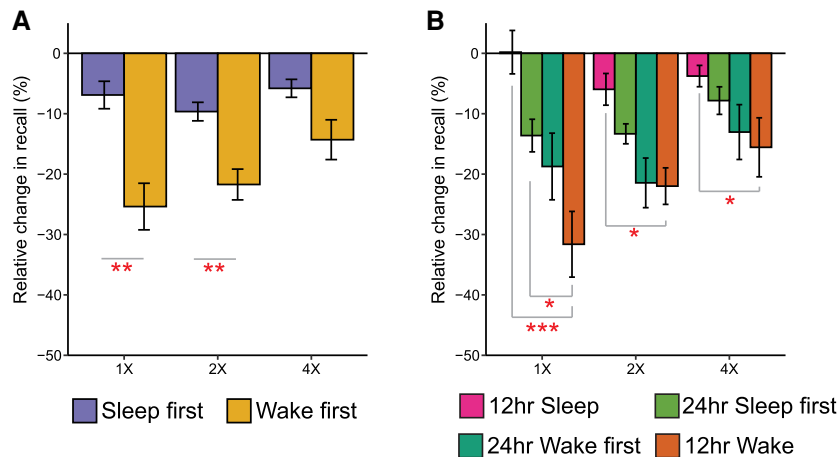 A
Relative change in recall (%)
0
−10
−20
−30
−40
−50
**
**
1X
2X
4X
Sleep first
Wake first
B
Relative change in recall (%)
0
−10
−20
−30
−40
−50
*
***
*
*
1X
2X
4X
12hr Sleep
24hr Sleep first
24hr Wake first
12hr Wake